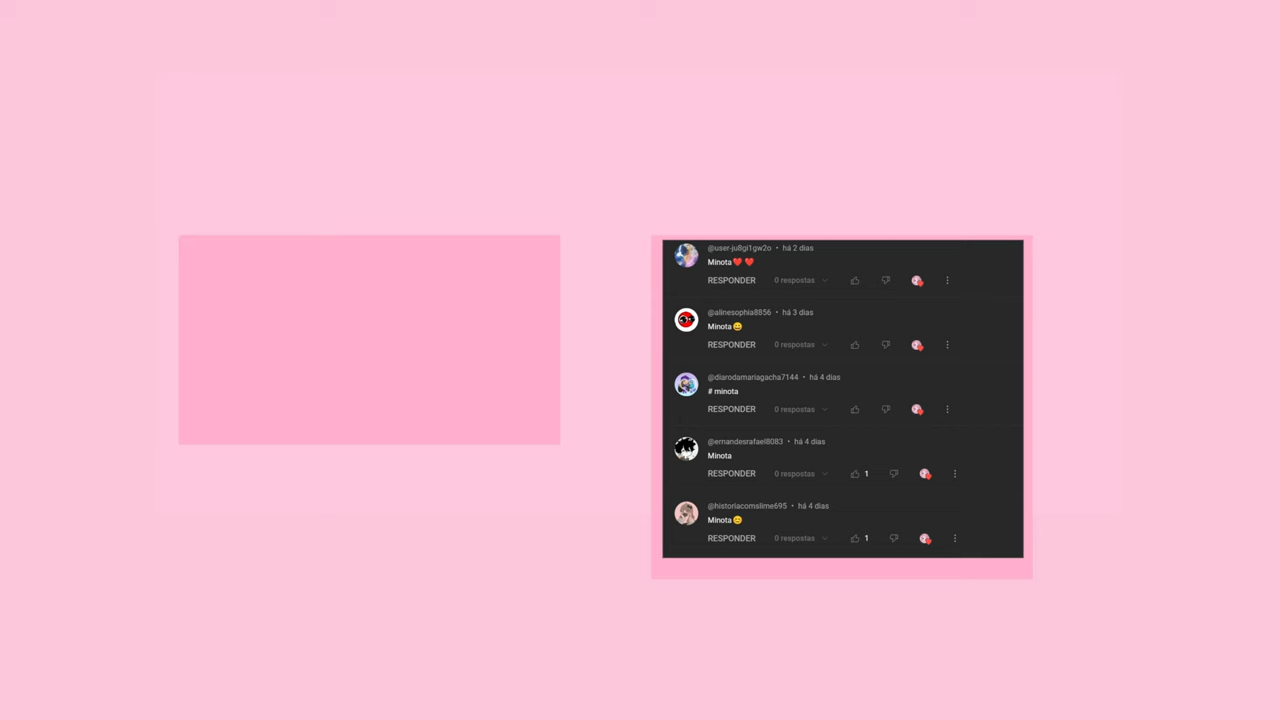 @user-ju8gi1gw2o • há 2 dias
Minota❤️ ❤️
RESPONDER 0 respostas
@alinesophia8856 • há 3 dias
Minota😄
RESPONDER 0 respostas
@diarodamariagacha7144 • há 4 dias
# minota
RESPONDER 0 respostas
@ernandesrafael8083 • há 4 dias
Minota
RESPONDER 0 respostas 1
@historiacomslime695 • há 4 dias
Minota😊
RESPONDER 0 respostas 1